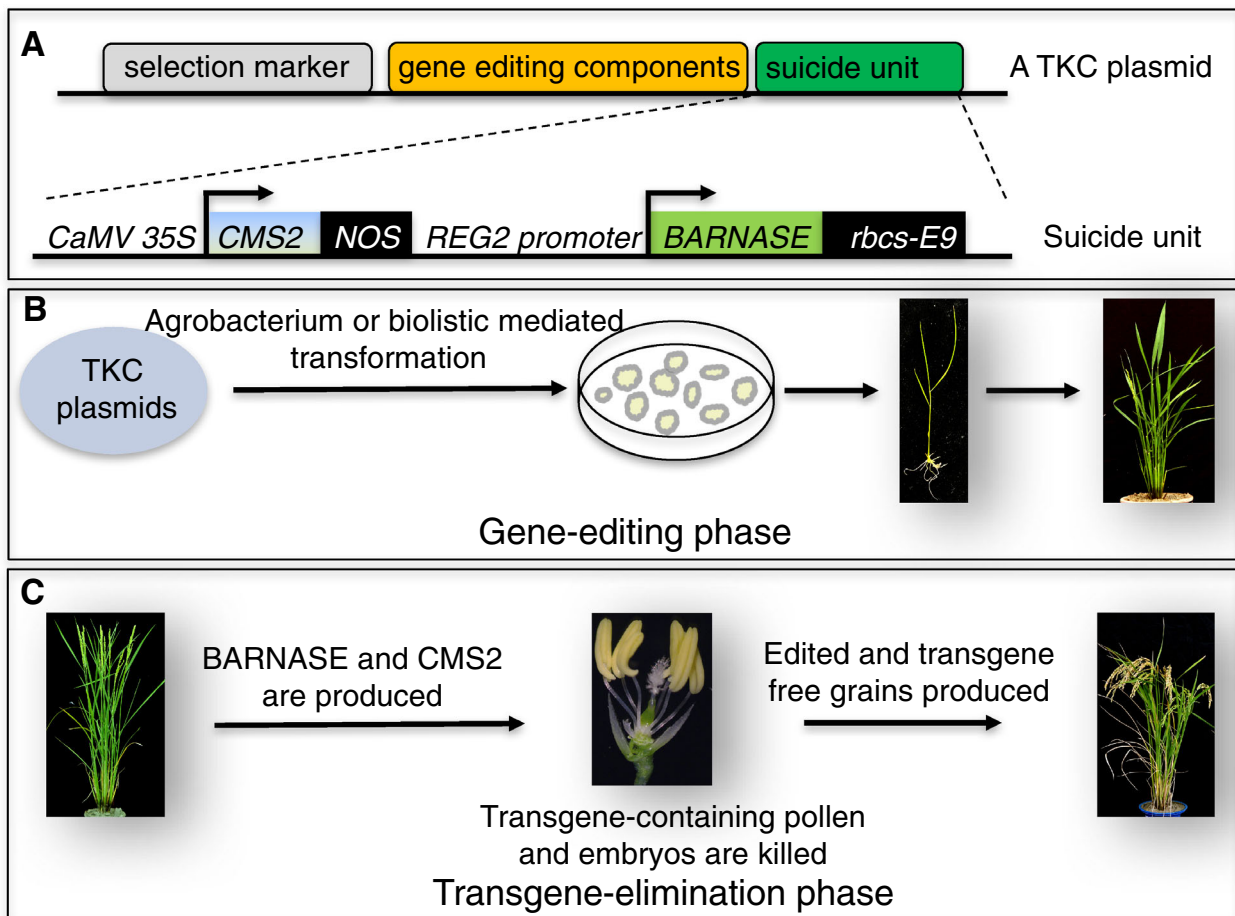 A
selection marker gene editing components suicide unit A TKC plasmid
CaMV 35S CMS2 NOS REG2 promoter BARNASE rbcs-E9 Suicide unit
B
Agrobacterium or biolistic mediated
transformation
TKC
plasmids
Gene-editing phase
C
BARNASE and CMS2
are produced
Edited and transgene
free grains produced
Transgene-containing pollen
and embryos are killed
Transgene-elimination phase